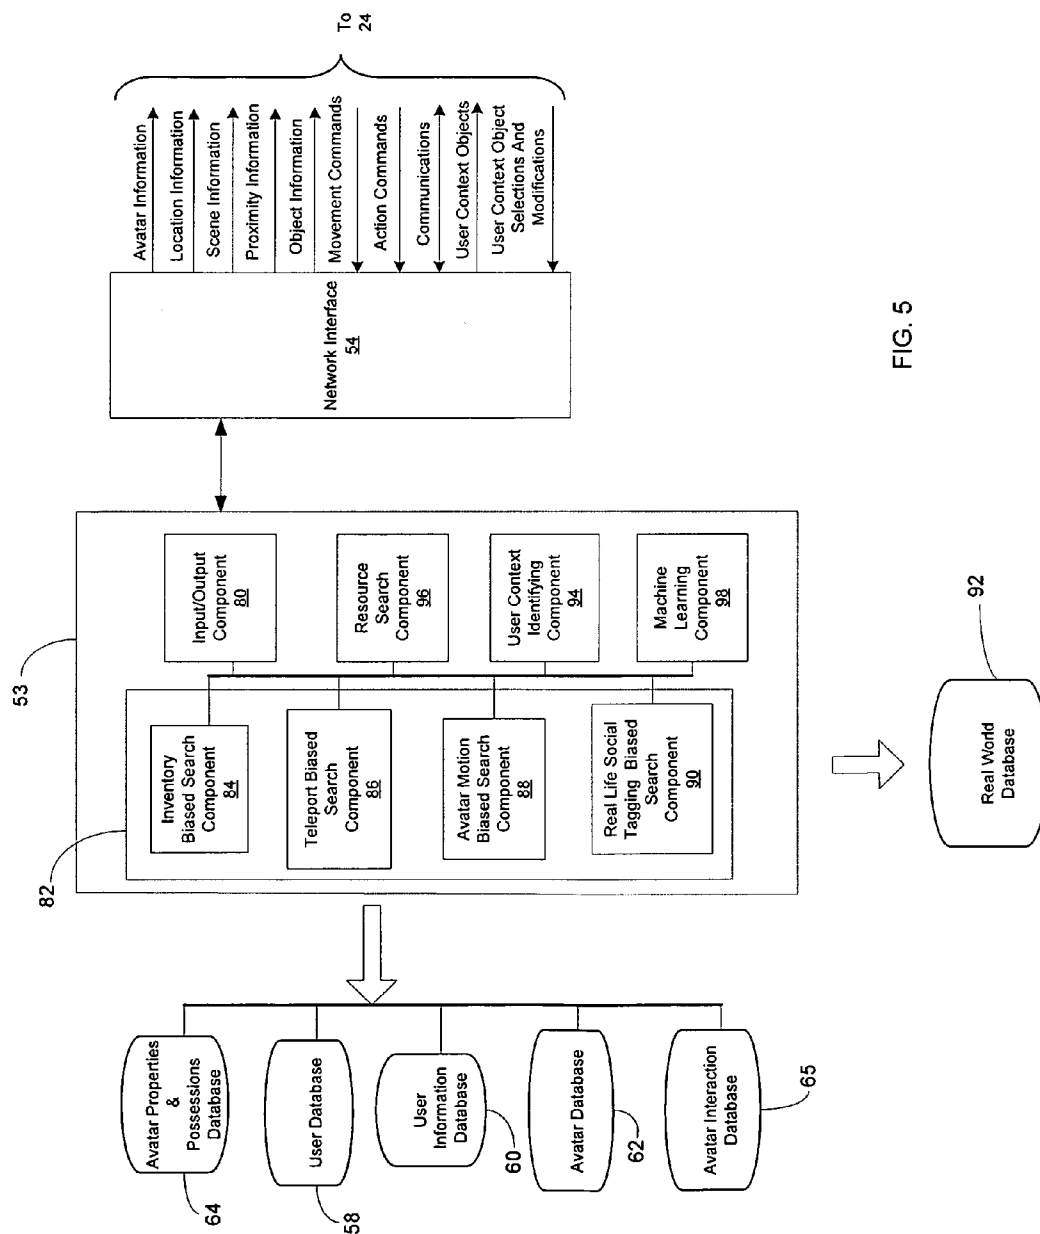 To
24
Avatar Information
Location Information
Scene Information
Proximity Information
Object Information
Movement Commands
Action Commands
Communications
User Context Objects
User Context Object
Selections And
Modifications
Network Interface
54
53
Input/Output
Component
80
Resource
Search
Component
96
User Context
Identifying
Component
94
Machine
Learning
Component
98
82
Inventory
Biased Search
Component
84
Teleport Biased
Search
Component
86
Avatar Motion
Biased Search
Component
88
Real Life Social
Tagging Biased
Search
Component
90
92
Real World
Database
Avatar Properties
&
Possessions
Database
64
User Database
58
User
Information
Database
60
Avatar Database
62
Avatar Interaction
Database
65
FIG. 5